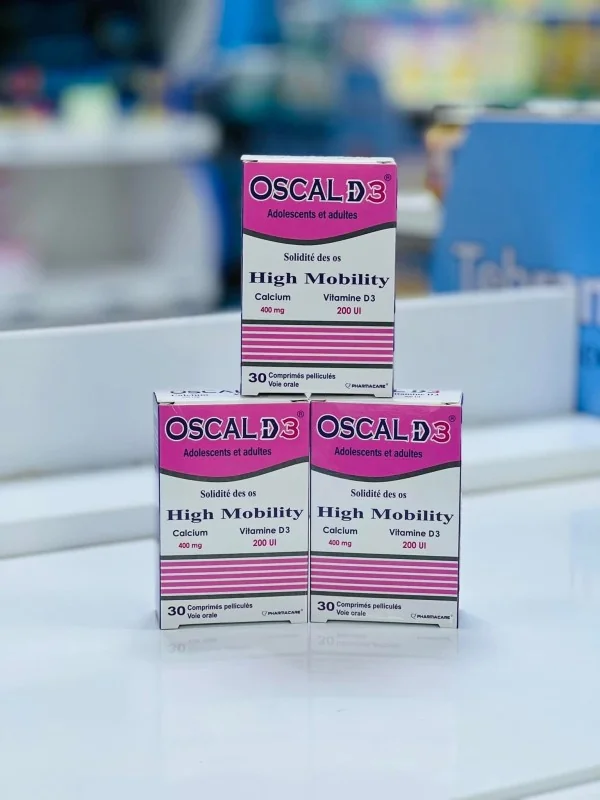 OSCAL D3®
Adolescents et adultes
Solidité des os
High Mobility
Calcium Vitamine D3
400 mg 200 UI
30 Comprimés pelliculés
Voie orale
PHARMACARE®
OSCAL D3®
Adolescents et adultes
Solidité des os
High Mobility
Calcium Vitamine D3
400 mg 200 UI
30 Comprimés pelliculés
Voie orale
PHARMACARE®
OSCAL D3®
Adolescents et adultes
Solidité des os
High Mobility
Calcium Vitamine D3
400 mg 200 UI
30 Comprimés pelliculés
Voie orale
PHARMACARE®